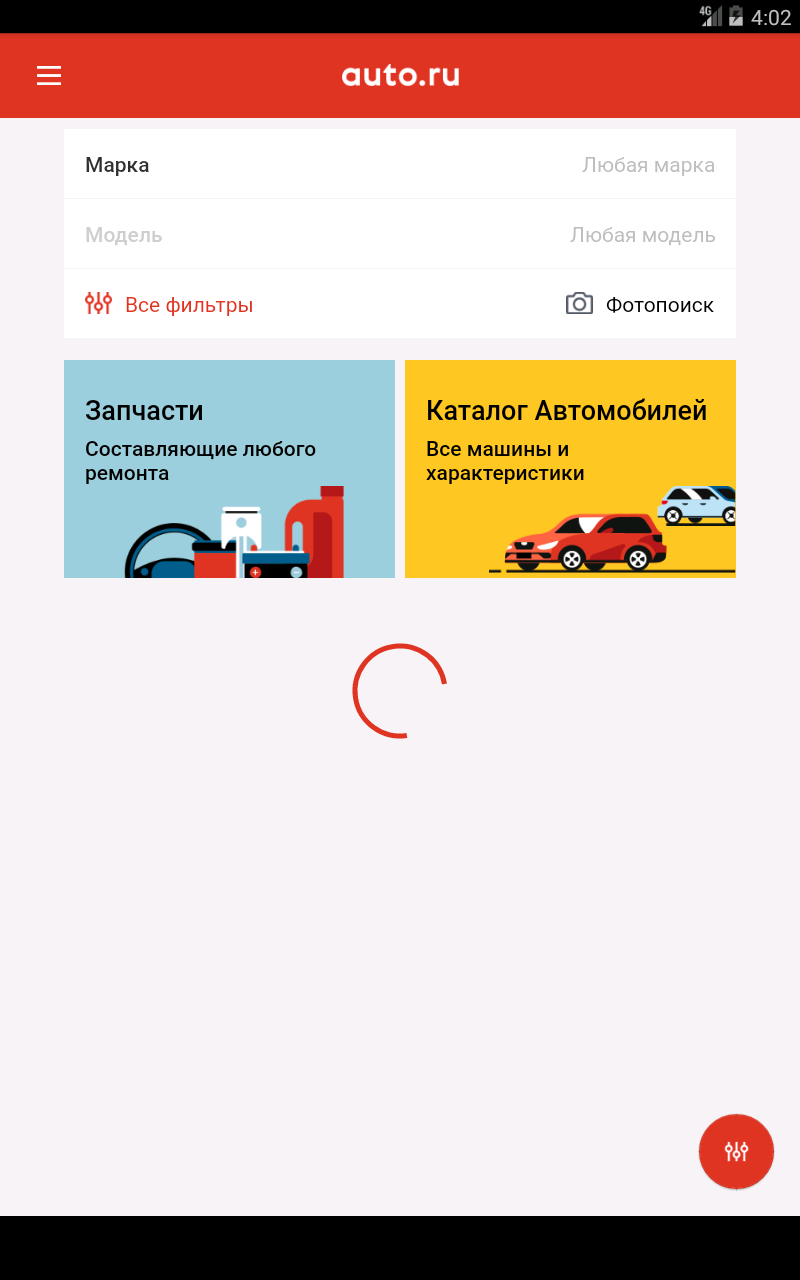 4G 4:02
auto.ru
Марка Любая марка
Модель Любая модель
Все фильтры Фотопоиск
Запчасти
Составляющие любого
ремонта
Каталог Автомобилей
Все машины и
характеристики